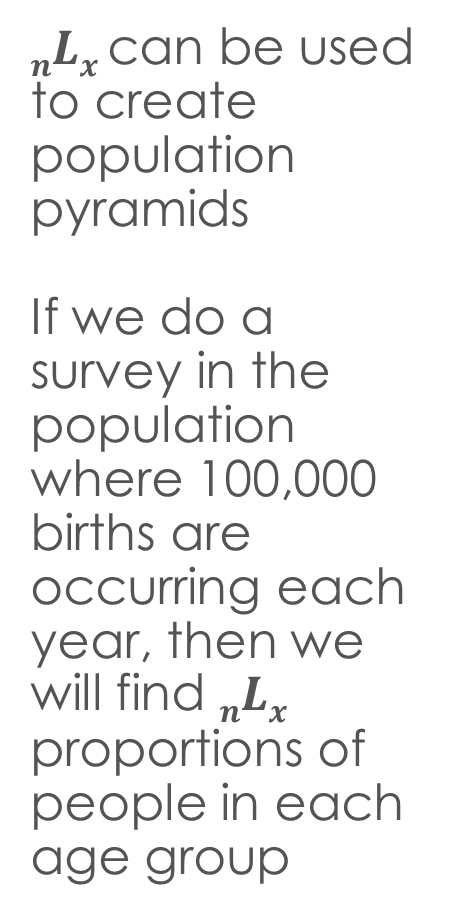 ₙLₓ can be used
to create
population
pyramids
If we do a
survey in the
population
where 100,000
births are
occurring each
year, then we
will find ₙLₓ
proportions of
people in each
age group